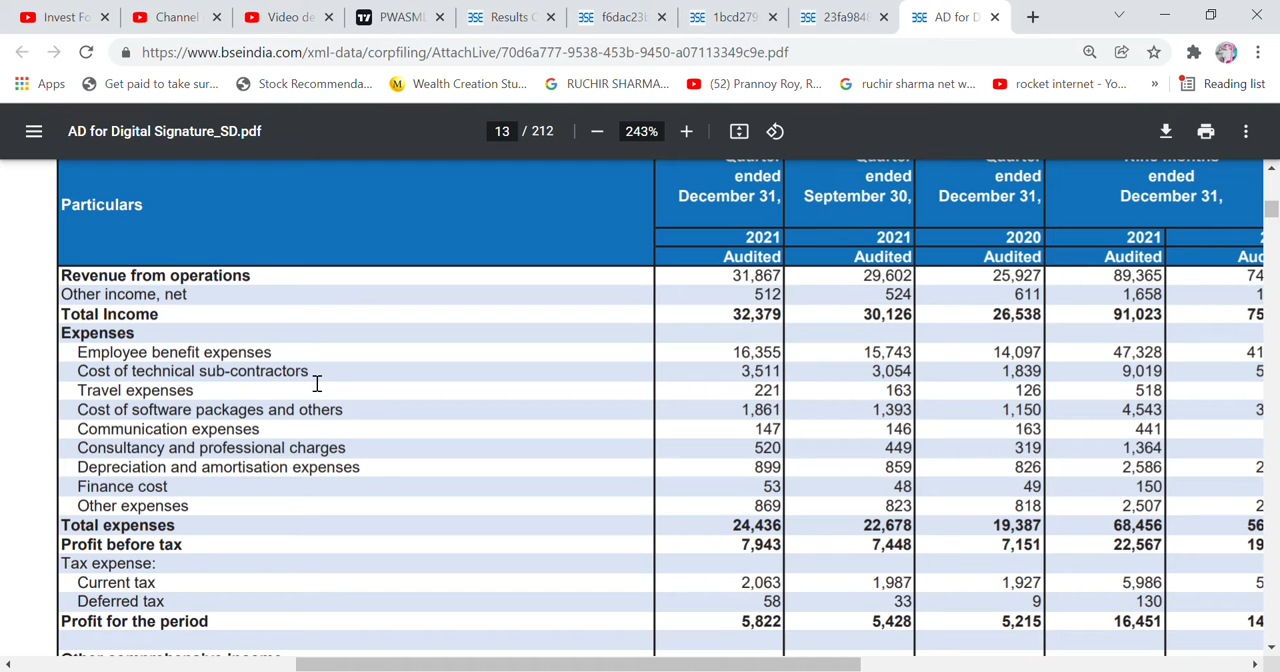 Invest Fo
Channel
Video de
PWASML
Results C
f6dac23
1bcd279
23fa984
AD for D
https://www.bseindia.com/xml-data/corpfiling/AttachLive/70d6a777-9538-453b-9450-a07113349c9e.pdf
Apps Get paid to take sur... Stock Recommenda... Wealth Creation Stu... RUCHIR SHARMA... (52) Prannoy Roy, R... ruchir sharma net w... rocket internet - Yo... » Reading list
AD for Digital Signature_SD.pdf 13 / 212 — 243% +
Quarter Quarter Quarter Nine months
ended ended ended ended
Particulars December 31, September 30, December 31, December 31,
2021 2021 2020 2021
Audited Audited Audited Audited Aud
Revenue from operations 31,867 29,602 25,927 89,365 74
Other income, net 512 524 611 1,658 1
Total Income 32,379 30,126 26,538 91,023 75
Expenses
Employee benefit expenses 16,355 15,743 14,097 47,328 41
Cost of technical sub-contractors 3,511 3,054 1,839 9,019 5
Travel expenses 221 163 126 518
Cost of software packages and others 1,861 1,393 1,150 4,543 3
Communication expenses 147 146 163 441
Consultancy and professional charges 520 449 319 1,364
Depreciation and amortisation expenses 899 859 826 2,586 2
Finance cost 53 48 49 150
Other expenses 869 823 818 2,507 2
Total expenses 24,436 22,678 19,387 68,456 56
Profit before tax 7,943 7,448 7,151 22,567 19
Tax expense:
Current tax 2,063 1,987 1,927 5,986 5
Deferred tax 58 33 9 130
Profit for the period 5,822 5,428 5,215 16,451 14